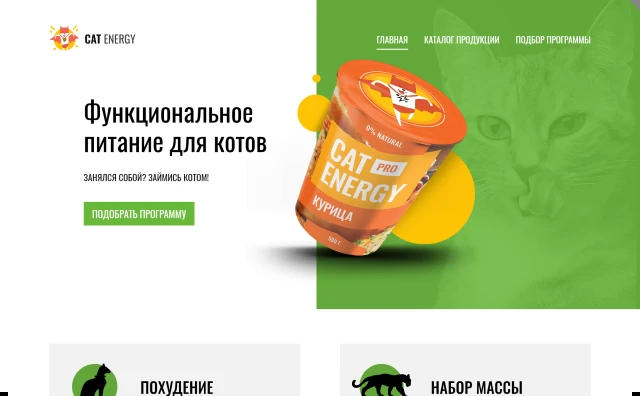 CAT ENERGY
ГЛАВНАЯ КАТАЛОГ ПРОДУКЦИИ ПОДБОР ПРОГРАММЫ
Функциональное
питание для котов
ЗАНЯЛСЯ СОБОЙ? ЗАЙМИСЬ КОТОМ!
ПОДОБРАТЬ ПРОГРАММУ
0% NATURAL
CAT PRO
ENERGY
КУРИЦА
500 Г
ПОХУДЕНИЕ
НАБОР МАССЫ